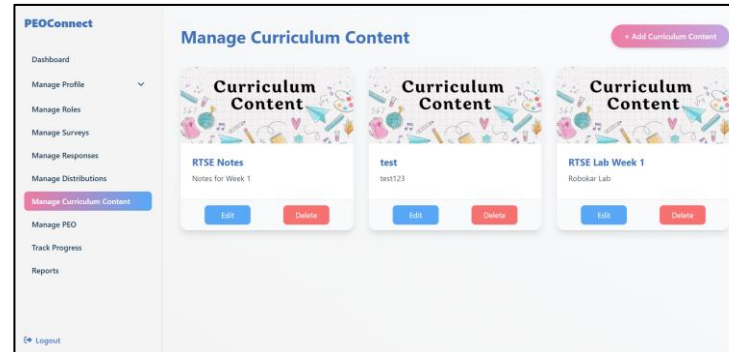 PEOConnect
Dashboard
Manage Profile
Manage Roles
Manage Surveys
Manage Responses
Manage Distributions
Manage Curriculum Content
Manage PEO
Track Progress
Reports
Logout
Manage Curriculum Content
+ Add Curriculum Content
Curriculum
Content
RTSE Notes
Notes for Week 1
Edit Delete
Curriculum
Content
test
test123
Edit Delete
Curriculum
Content
RTSE Lab Week 1
Robokar Lab
Edit Delete